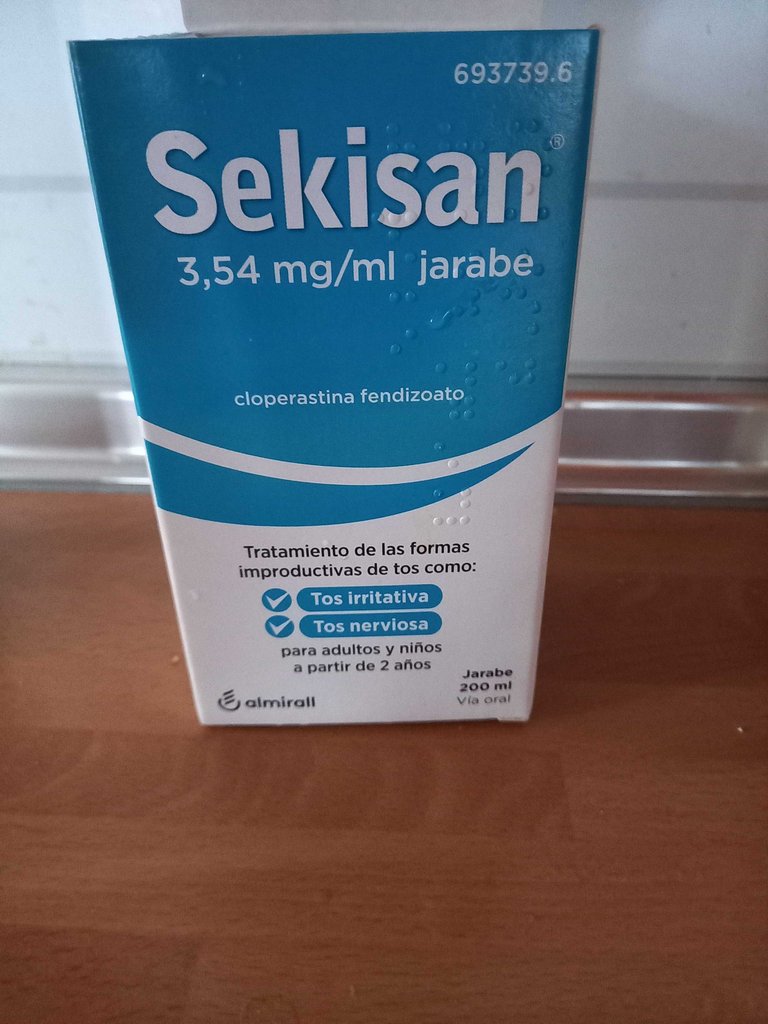 693739.6
Sekisan®
3,54 mg/ml jarabe
cloperastina fendizoato
Tratamiento de las formas
improductivas de tos como:
Tos irritativa
Tos nerviosa
para adultos y niños
a partir de 2 años
Jarabe
200 ml
Vía oral
almirall